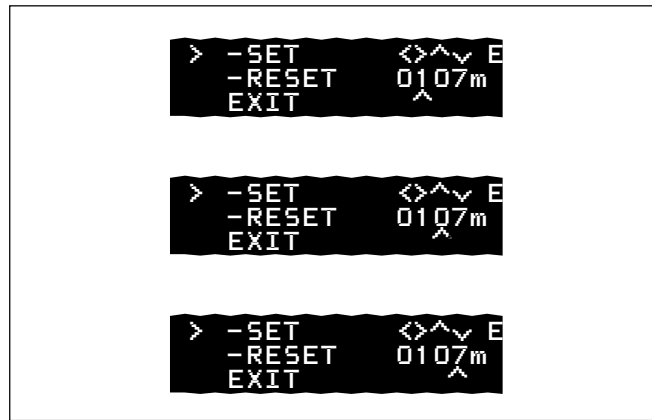 > -SET <>^⌄ E
-RESET 0107m
EXIT ^
> -SET <>^⌄ E
-RESET 0107m
EXIT ^
> -SET <>^⌄ E
-RESET 0107m
EXIT ^